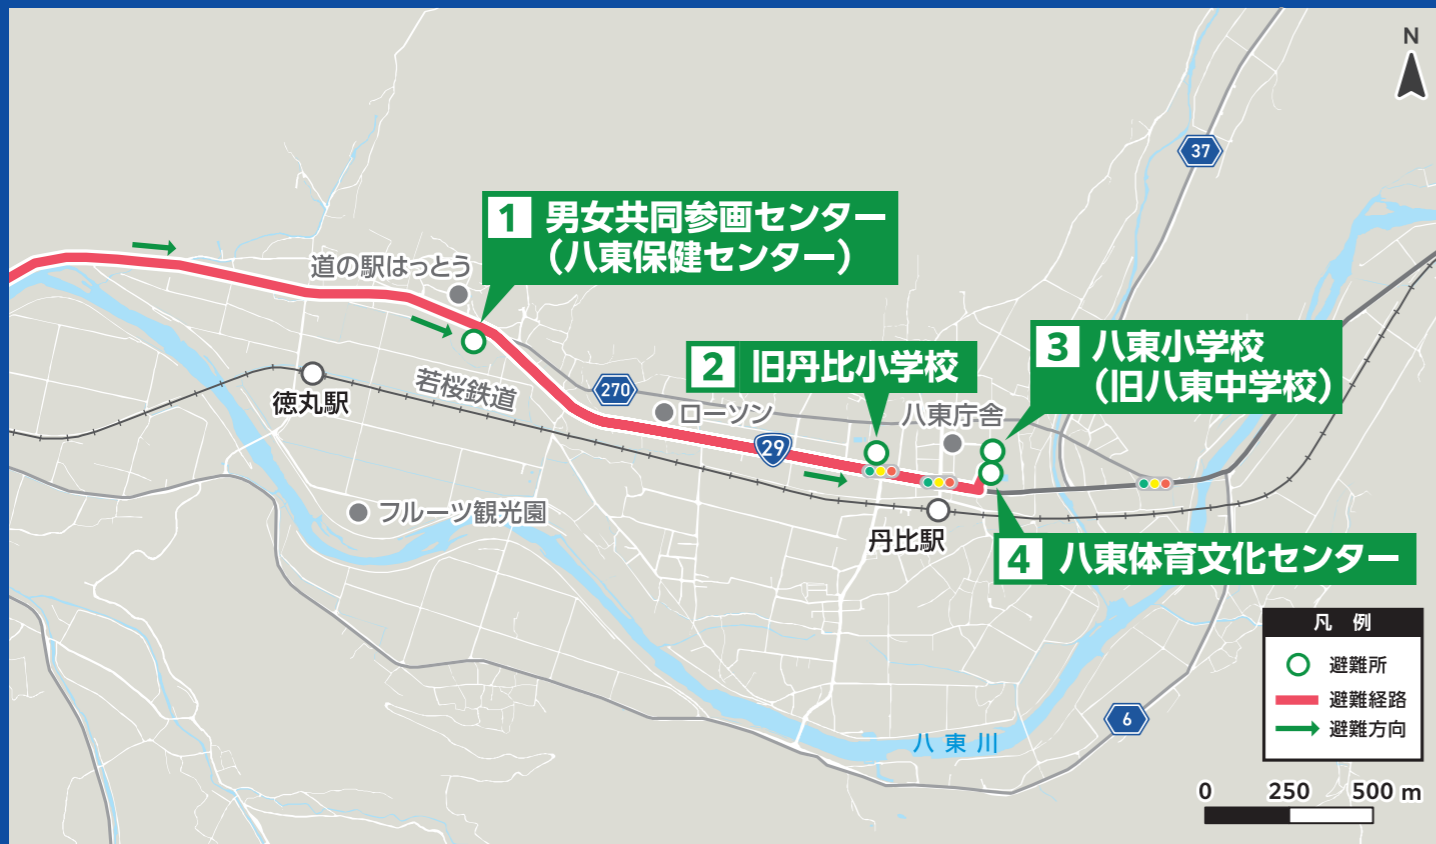 N
37
1 男女共同参画センター
（八東保健センター）
道の駅はっとう
3 八東小学校
（旧八東中学校）
2 旧丹比小学校
若桜鉄道
270
徳丸駅
ローソン
八東庁舎
29
フルーツ観光園
丹比駅
4 八東体育文化センター
凡 例
避難所
避難経路
避難方向
6
八東川
0 250 500 m